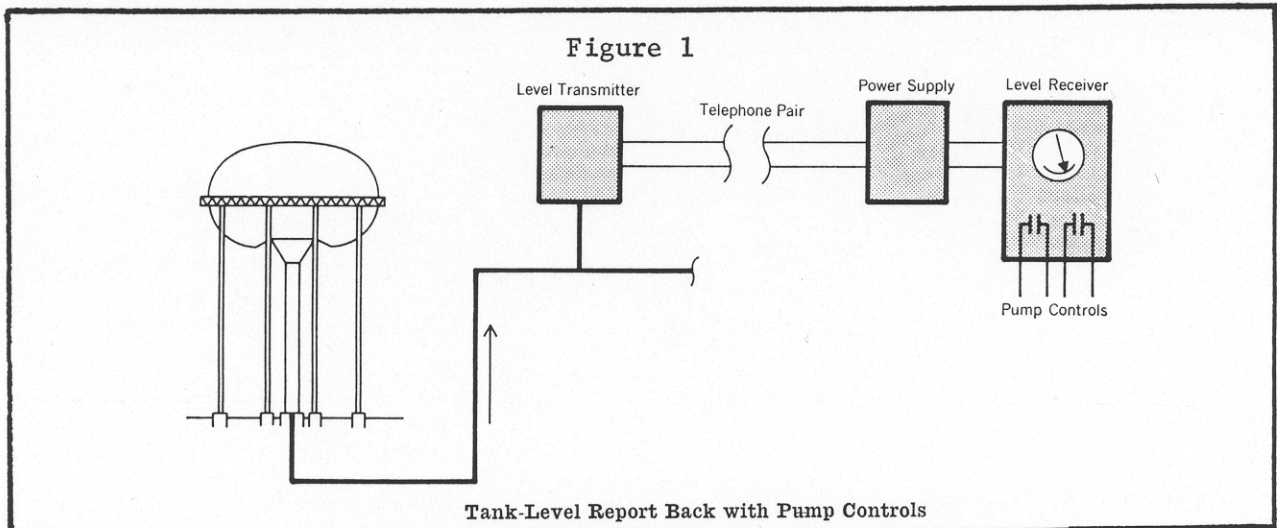 Figure 1
Level Transmitter
Telephone Pair
Power Supply
Level Receiver
Pump Controls
Tank-Level Report Back with Pump Controls